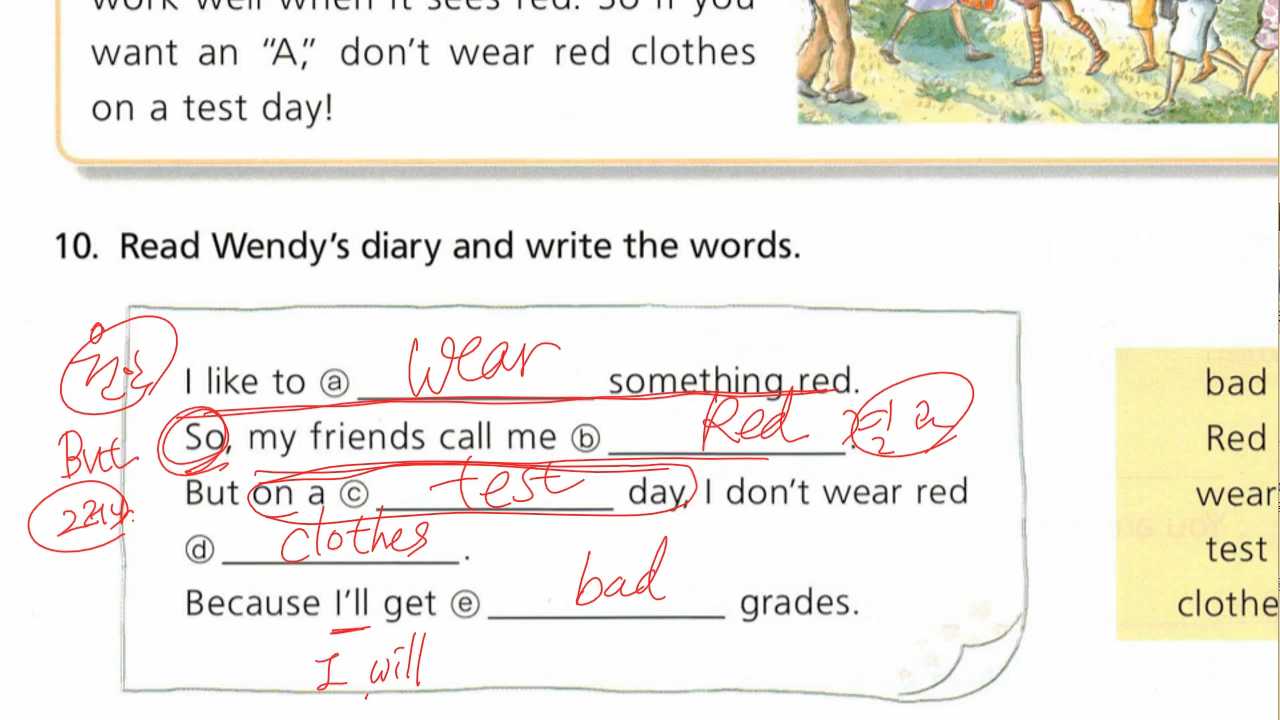 work well when it sees red. So if you
want an “A,” don't wear red clothes
on a test day!
10. Read Wendy's diary and write the words.
I like to ⓐ wear something red.
So, my friends call me ⓑ Red.
But on a ⓒ test day, I don't wear red
ⓓ clothes.
Because I'll get ⓔ bad grades.
I will
But
bad
Red
wear
test
clothe